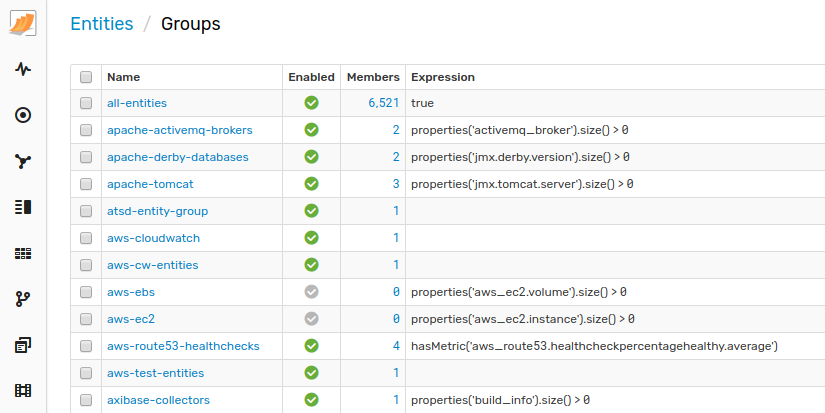 Entities / Groups
Name Enabled Members Expression
all-entities 6,521 true
apache-activemq-brokers 2 properties('activemq_broker').size() > 0
apache-derby-databases 2 properties('jmx.derby.version').size() > 0
apache-tomcat 3 properties('jmx.tomcat.server').size() > 0
atsd-entity-group 1
aws-cloudwatch 1
aws-cw-entities 1
aws-ebs 0 properties('aws_ec2.volume').size() > 0
aws-ec2 0 properties('aws_ec2.instance').size() > 0
aws-route53-healthchecks 4 hasMetric('aws_route53.healthcheckpercentagehealthy.average')
aws-test-entities 1
axibase-collectors 1 properties('build_info').size() > 0